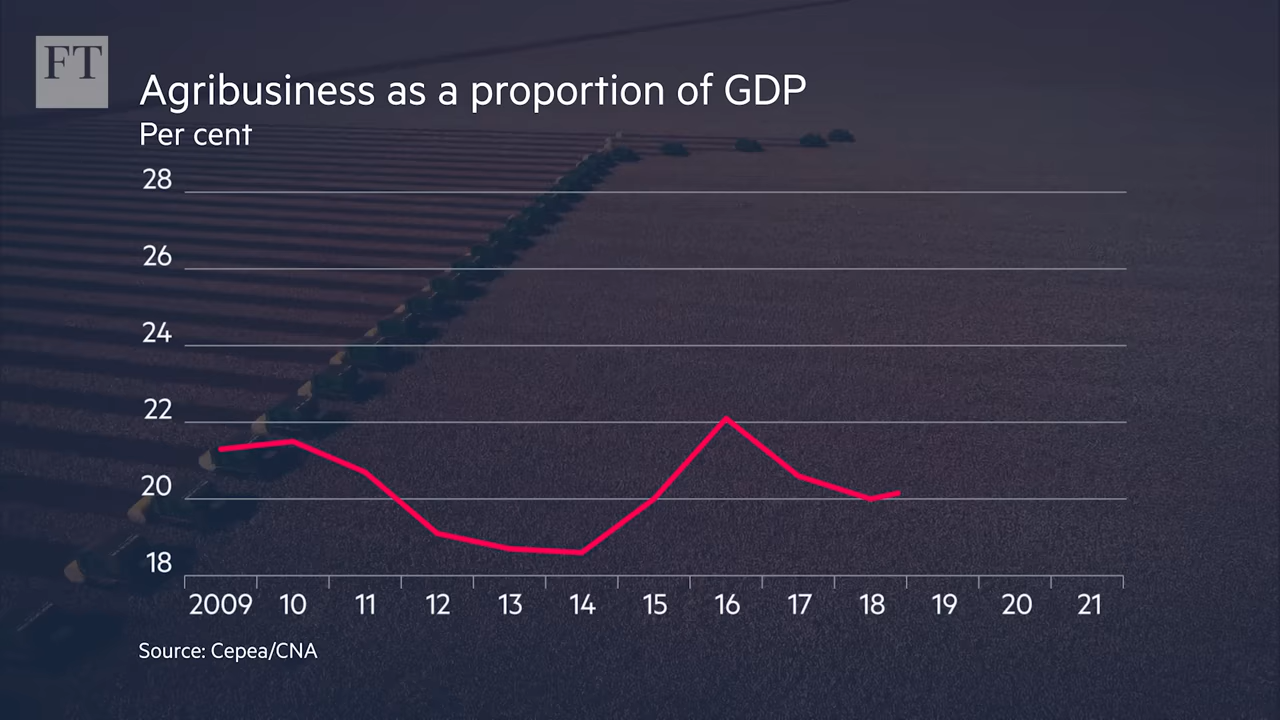 FT
Agribusiness as a proportion of GDP
Per cent
28
26
24
22
20
18
2009 10 11 12 13 14 15 16 17 18 19 20 21
Source: Cepea/CNA